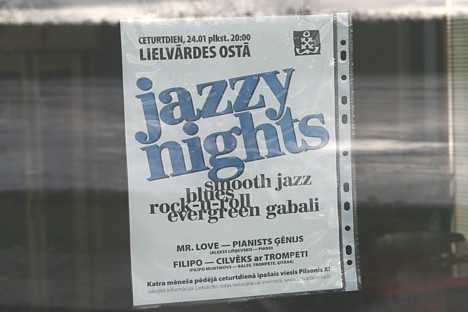 CETURTDIEN, 24.01 plkst. 20:00
LIELVĀRDES OSTĀ
jazzy
nights
smooth jazz
blues
rock-n-roll
evergreen gabali
MR. LOVE — PIANISTS ĢĒNIJS
FILIPO — CILVĒKS ar TROMPETI
Katra mēneša pēdējā ceturtdienā īpašais viesis Pilsonis X!